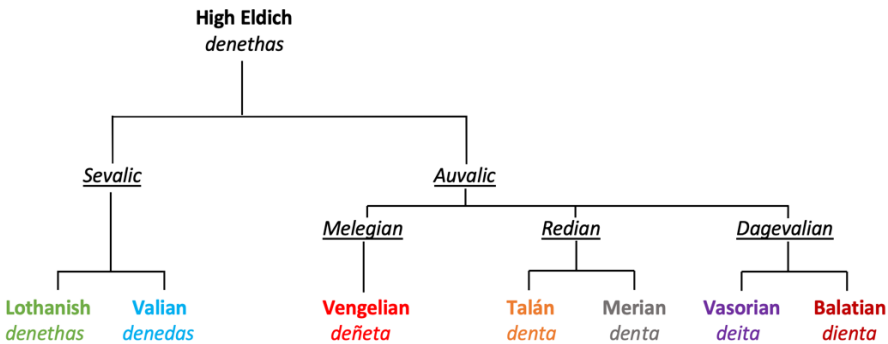 High Eldich
denethas
Sevalic
Auvalic
Melegian
Redian
Dagevalian
Lothanish
denethas
Valian
denedas
Vengelian
deñeta
Talán
denta
Merian
denta
Vasorian
deita
Balatian
dienta